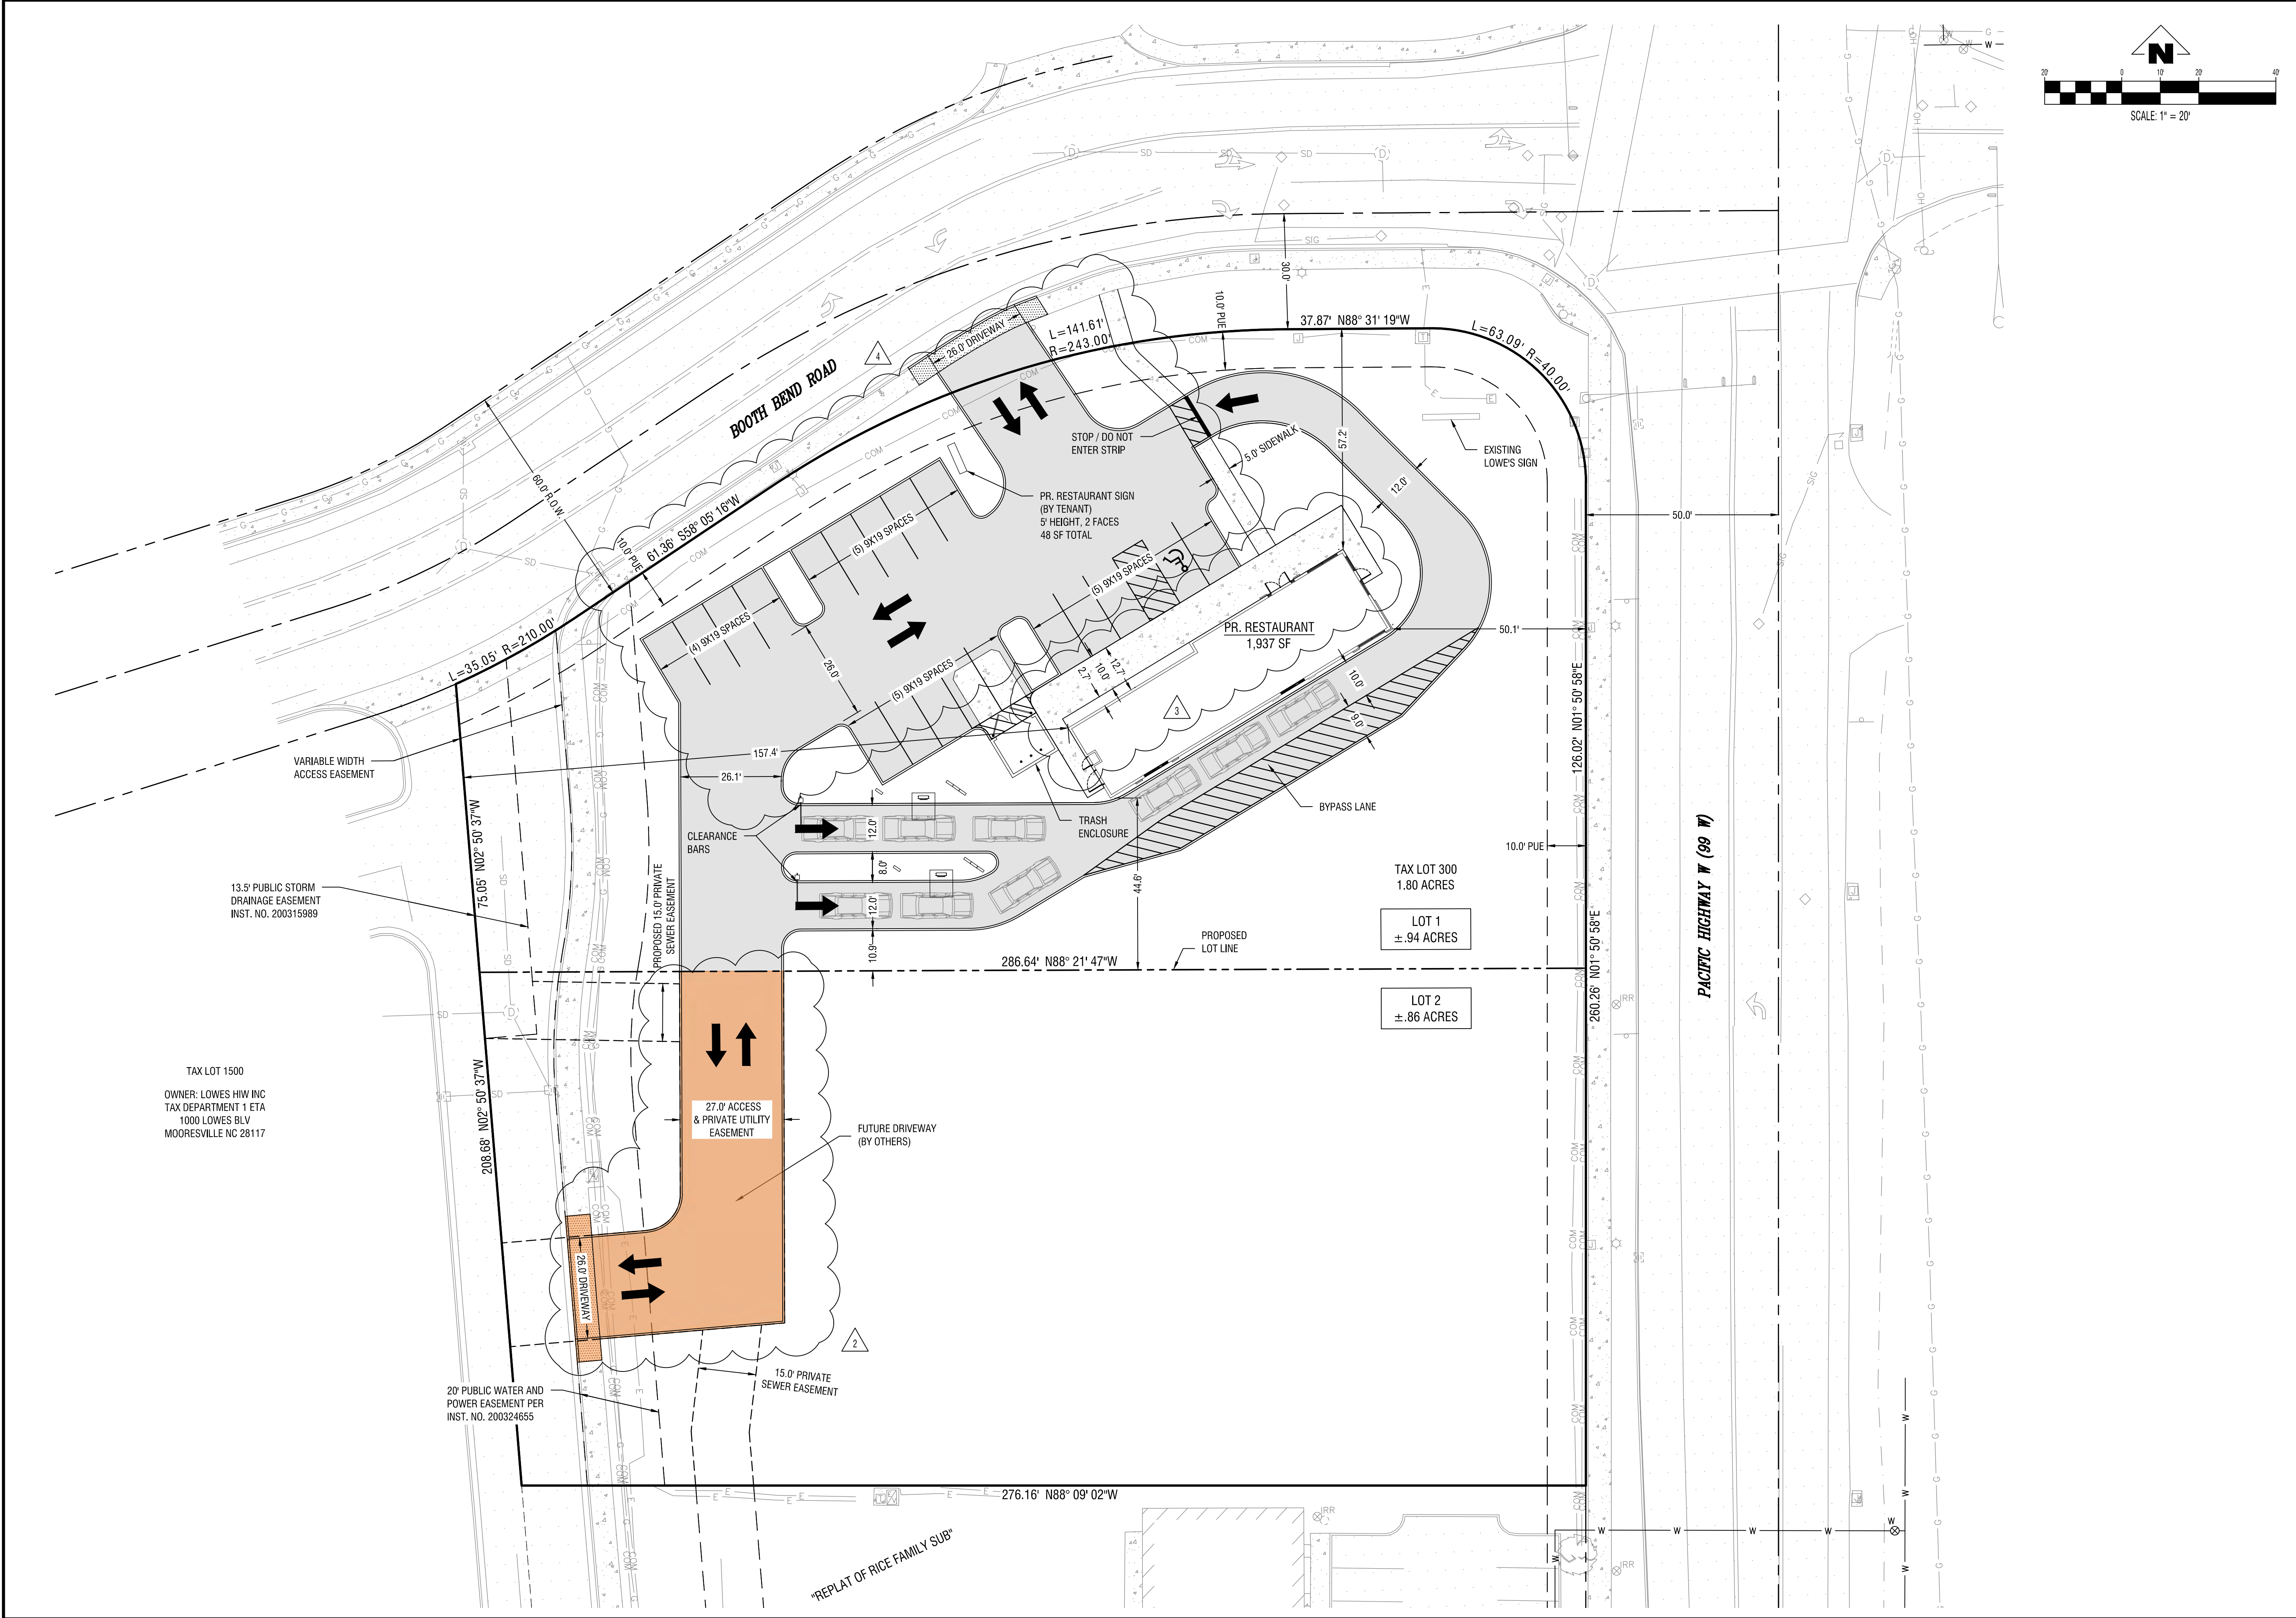 N
20' 0 10' 20' 40'
SCALE: 1" = 20'
BOOTH BEND ROAD
4
26.0' DRIVEWAY
L=141.61'
R=243.00'
30.0'
10.0' PUE
37.87' N88° 31' 19"W
L=63.09' R=40.00'
STOP / DO NOT
ENTER STRIP
5.0' SIDEWALK
57.2'
EXISTING
LOWE'S SIGN
12.0'
50.0'
60.0' R.O.W.
10.0' PUE
61.36' S58° 05' 16"W
PR. RESTAURANT SIGN
(BY TENANT)
5' HEIGHT, 2 FACES
48 SF TOTAL
(5) 9X19 SPACES
(5) 9X19 SPACES
(4) 9X19 SPACES
(5) 9X19 SPACES
26.0'
PR. RESTAURANT
1,937 SF
50.1'
L=35.05' R=210.00'
2.7'
10.0'
12.7'
3
10.0'
9.0'
126.02' N01° 50' 58"E
VARIABLE WIDTH
ACCESS EASEMENT
157.4'
26.1'
BYPASS LANE
TRASH
ENCLOSURE
CLEARANCE
BARS
12.0'
8.0'
12.0'
10.9'
44.6'
75.05' N02° 50' 37"W
13.5' PUBLIC STORM
DRAINAGE EASEMENT
INST. NO. 200315989
PROPOSED 15.0' PRIVATE
SEWER EASEMENT
10.0' PUE
PACIFIC HIGHWAY W (99 W)
TAX LOT 300
1.80 ACRES
LOT 1
±.94 ACRES
PROPOSED
LOT LINE
286.64' N88° 21' 47"W
260.26' N01° 50' 58"E
LOT 2
±.86 ACRES
TAX LOT 1500
OWNER: LOWES HIW INC
TAX DEPARTMENT 1 ETA
1000 LOWES BLV
MOORESVILLE NC 28117
208.68' N02° 50' 37"W
27.0' ACCESS
& PRIVATE UTILITY
EASEMENT
FUTURE DRIVEWAY
(BY OTHERS)
26.0' DRIVEWAY
2
15.0' PRIVATE
SEWER EASEMENT
20' PUBLIC WATER AND
POWER EASEMENT PER
INST. NO. 200324655
276.16' N88° 09' 02"W
"REPLAT OF RICE FAMILY SUB"